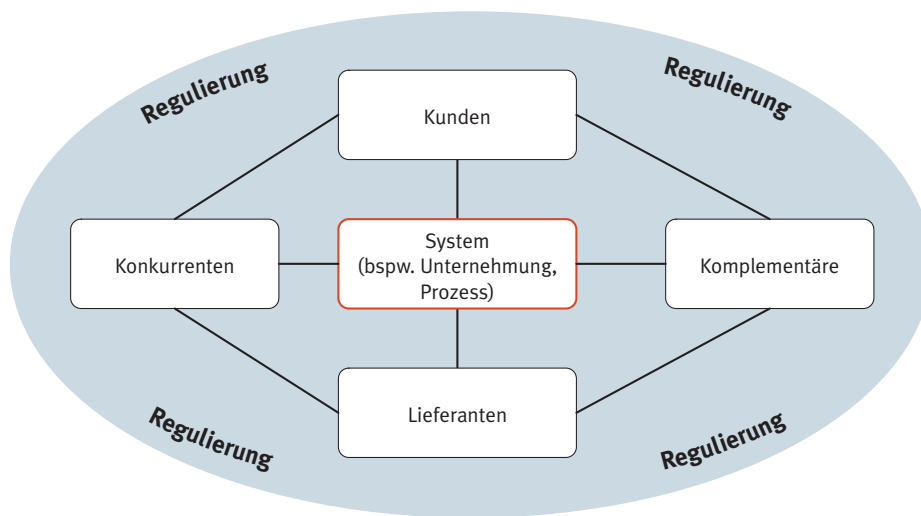 Regulierung
Regulierung
Kunden
Konkurrenten
System
(bspw. Unternehmung,
Prozess)
Komplementäre
Lieferanten
Regulierung
Regulierung